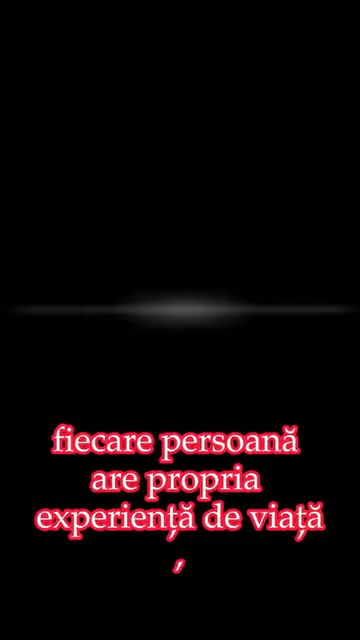 fiecare persoană
are propria
experiență de viață
,